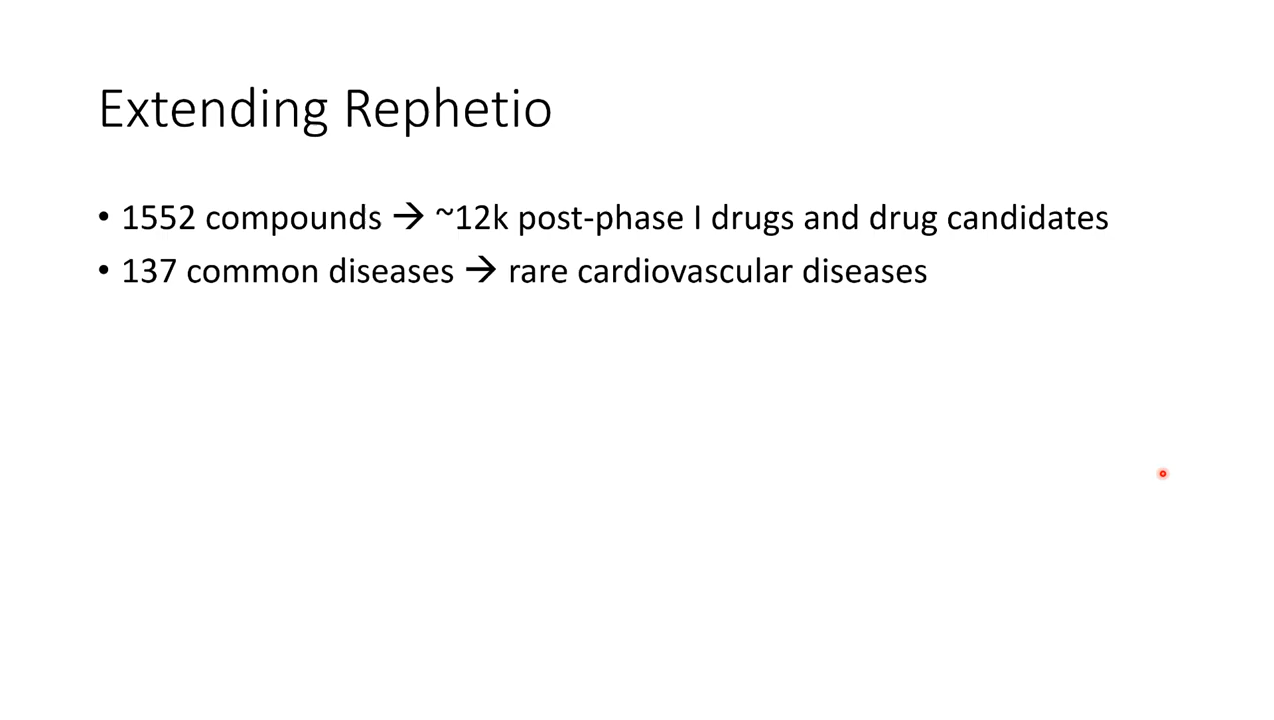 Extending Rephetio
• 1552 compounds → ~12k post-phase I drugs and drug candidates
• 137 common diseases → rare cardiovascular diseases